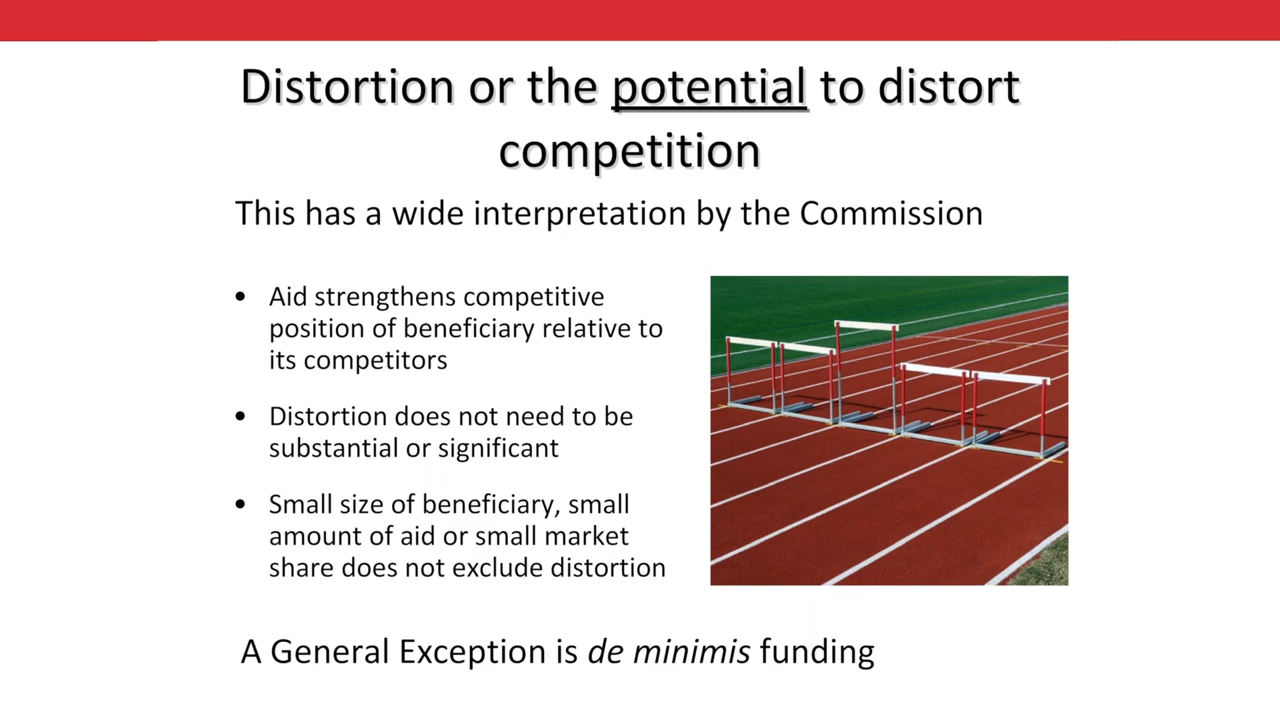 Distortion or the potential to distort
competition
This has a wide interpretation by the Commission
• Aid strengthens competitive
position of beneficiary relative to
its competitors
• Distortion does not need to be
substantial or significant
• Small size of beneficiary, small
amount of aid or small market
share does not exclude distortion
A General Exception is de minimis funding